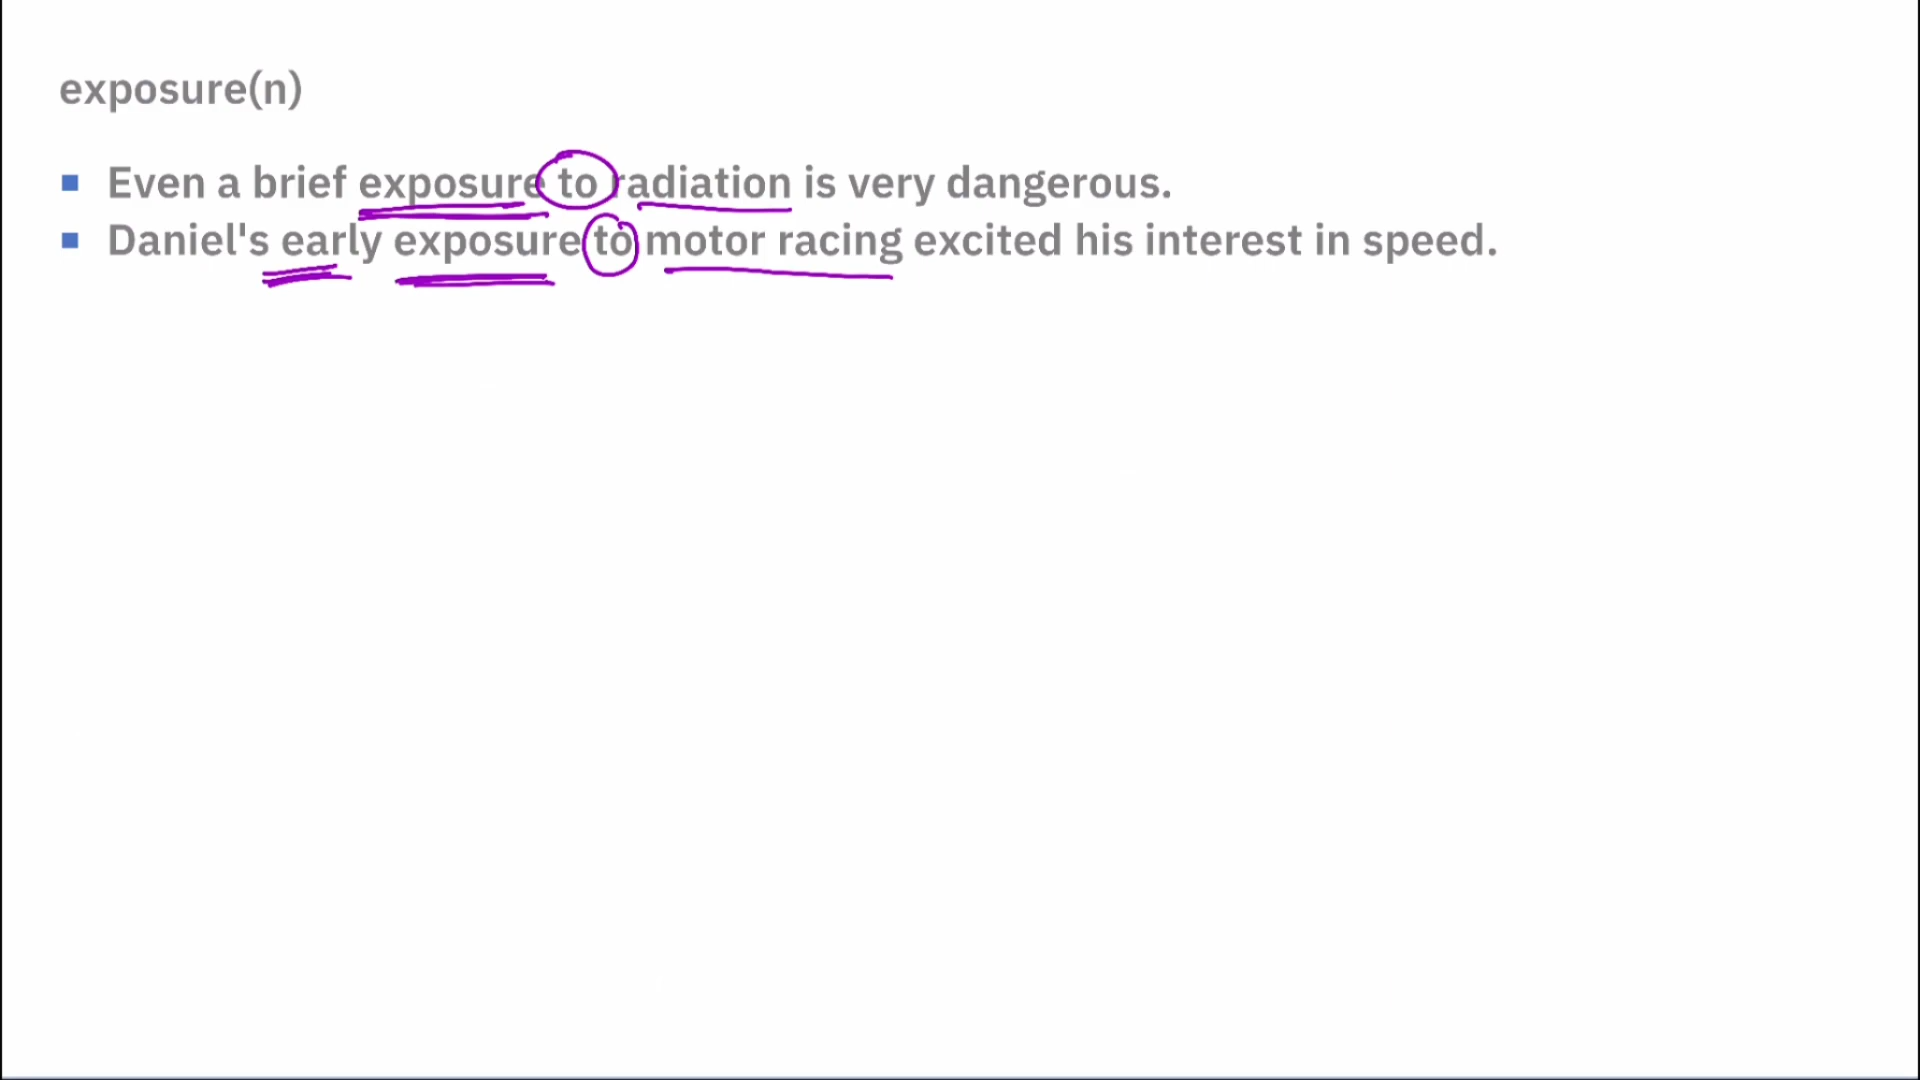 exposure(n)
▪ Even a brief exposure to radiation is very dangerous.
▪ Daniel's early exposure to motor racing excited his interest in speed.